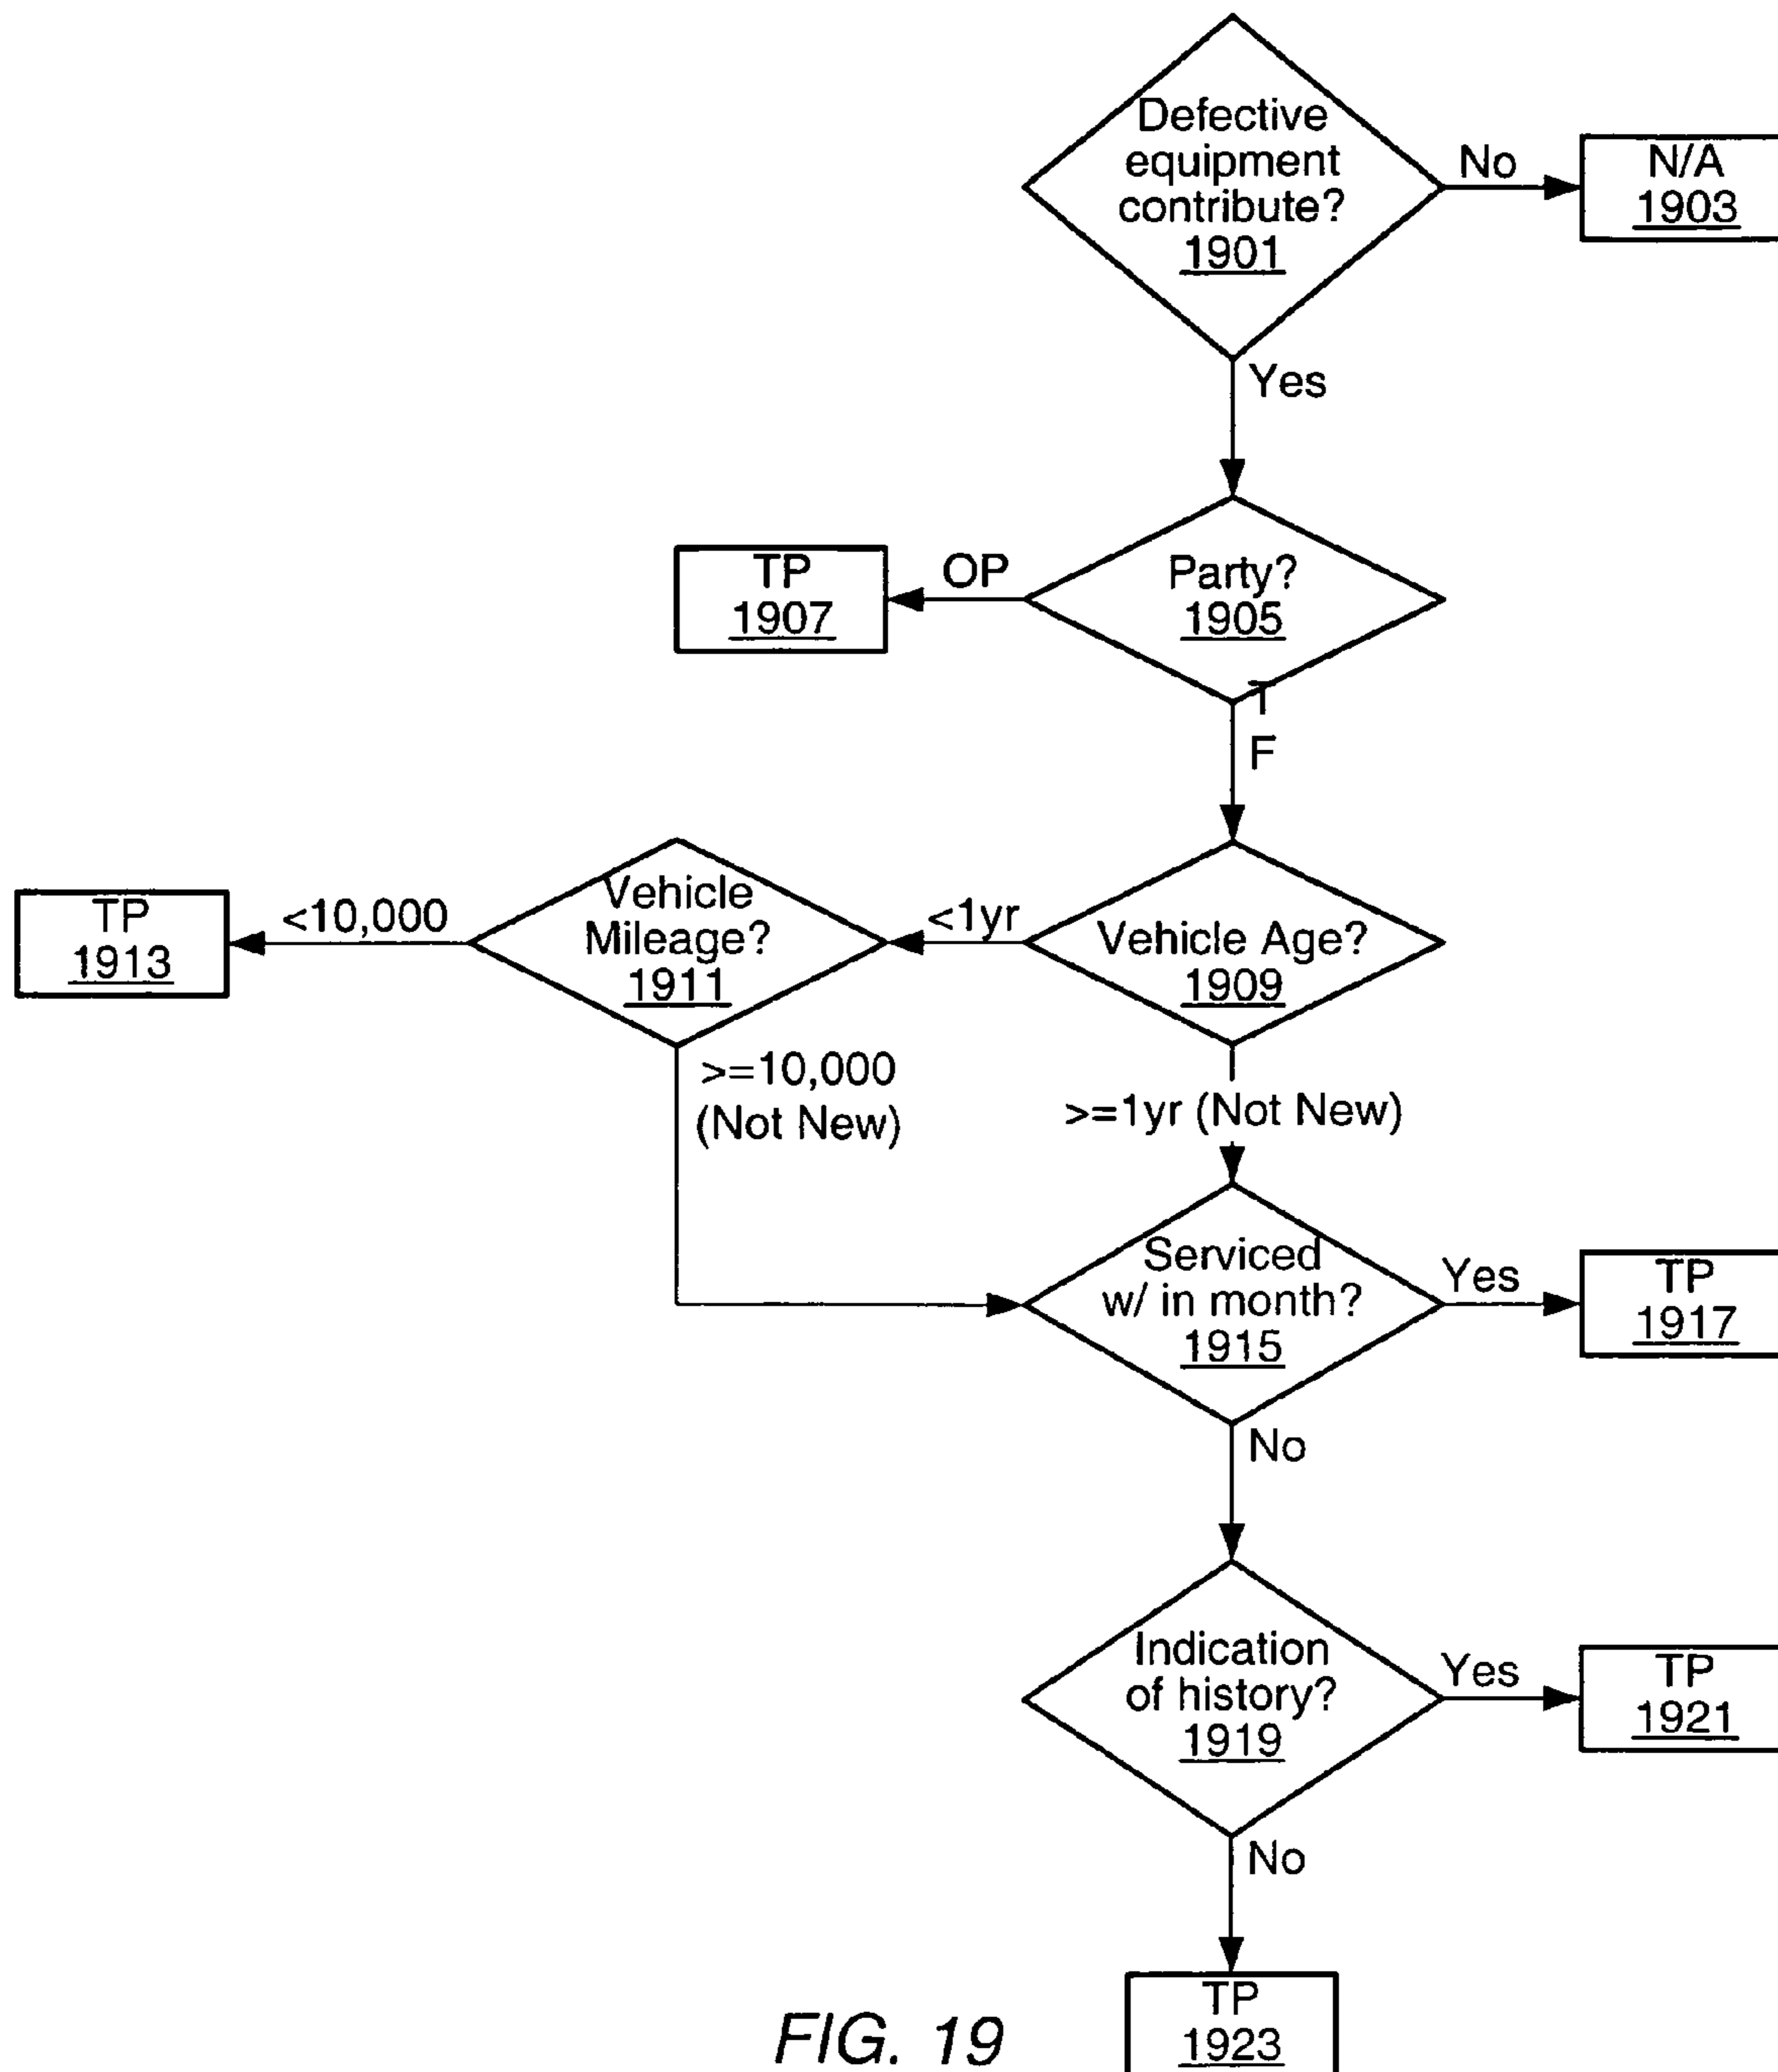 Defective
equipment
contribute?
1901
No
N/A
1903
Yes
Party?
1905
OP
TP
1907
T
F
Vehicle Age?
1909
<1yr
Vehicle
Mileage?
1911
<10,000
TP
1913
>=10,000
(Not New)
>=1yr (Not New)
Serviced
w/ in month?
1915
Yes
TP
1917
No
Indication
of history?
1919
Yes
TP
1921
No
TP
1923
FIG. 19